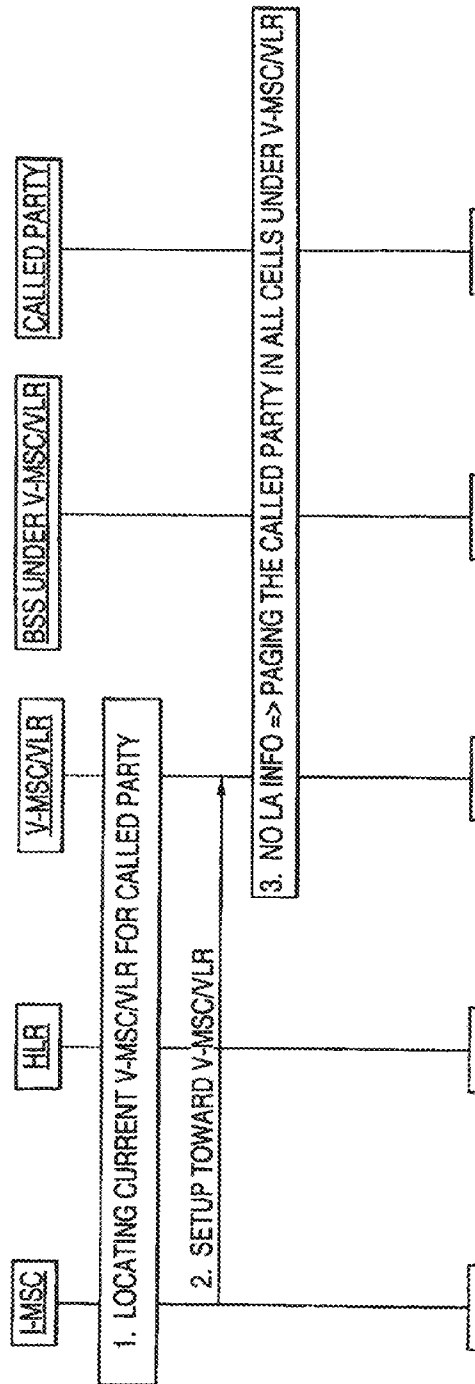 I-MSC
HLR
V-MSC/VLR
BSS UNDER V-MSC/VLR
CALLED PARTY
1. LOCATING CURRENT V-MSC/VLR FOR CALLED PARTY
2. SETUP TOWARD V-MSC/VLR
3. NO LA INFO => PAGING THE CALLED PARTY IN ALL CELLS UNDER V-MSC/VLR